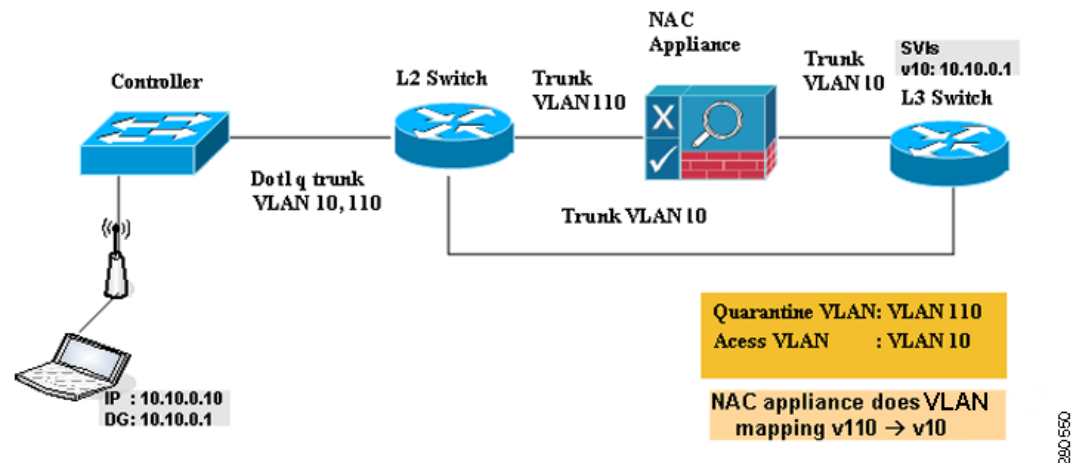 NAC
Appliance
SVIs
v10: 10.10.0.1
Controller
L2 Switch
Trunk
VLAN 110
Trunk
VLAN 10
L3 Switch
Dot1q trunk
VLAN 10, 110
Trunk VLAN 10
Quarantine VLAN: VLAN 110
Acess VLAN : VLAN 10
IP : 10.10.0.10
DG: 10.10.0.1
NAC appliance does VLAN
mapping v110 → v10
280550